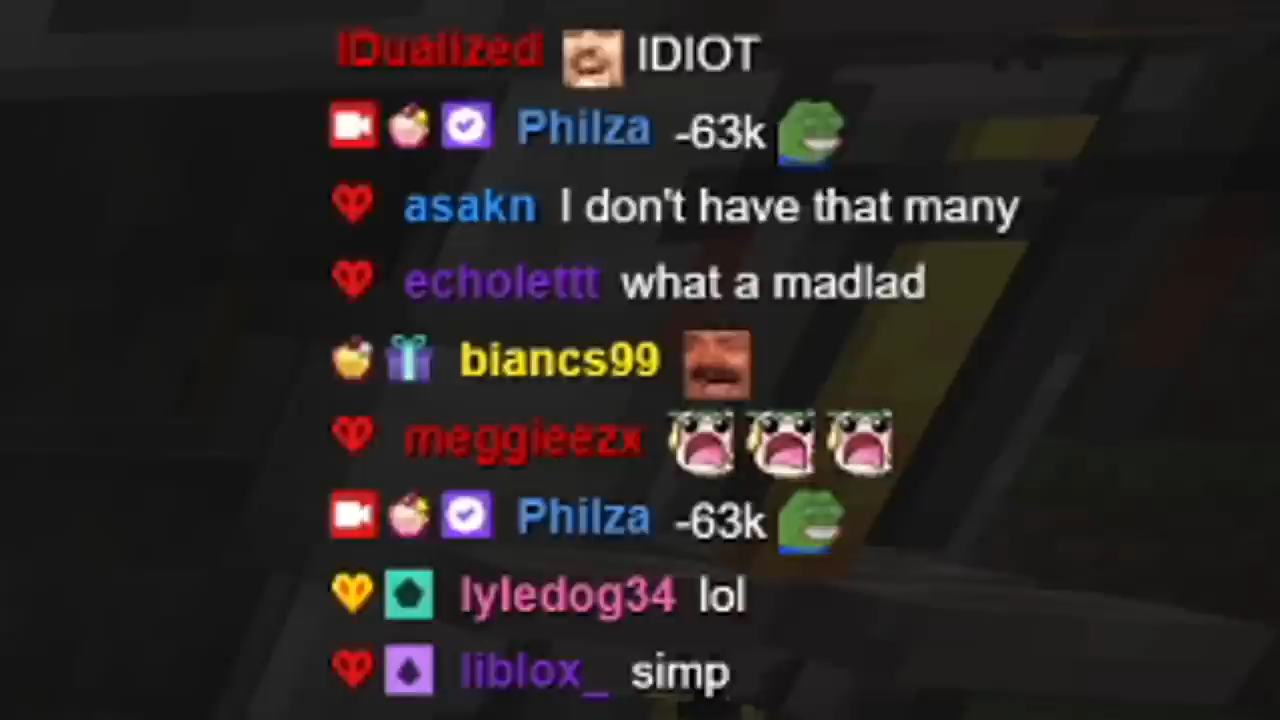 IDualized IDIOT
Philza -63k
asakn I don't have that many
echolettt what a madlad
biancs99
meggieezx
Philza -63k
lyledog34 lol
liblox_ simp